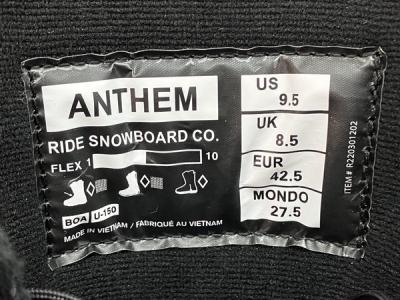 ANTHEM
RIDE SNOWBOARD CO.
FLEX 1 10
BOA U-150
MADE IN VIETNAM / FABRIQUÉ AU VIETNAM
US
9.5
UK
8.5
EUR
42.5
MONDO
27.5
ITEM# R220301202